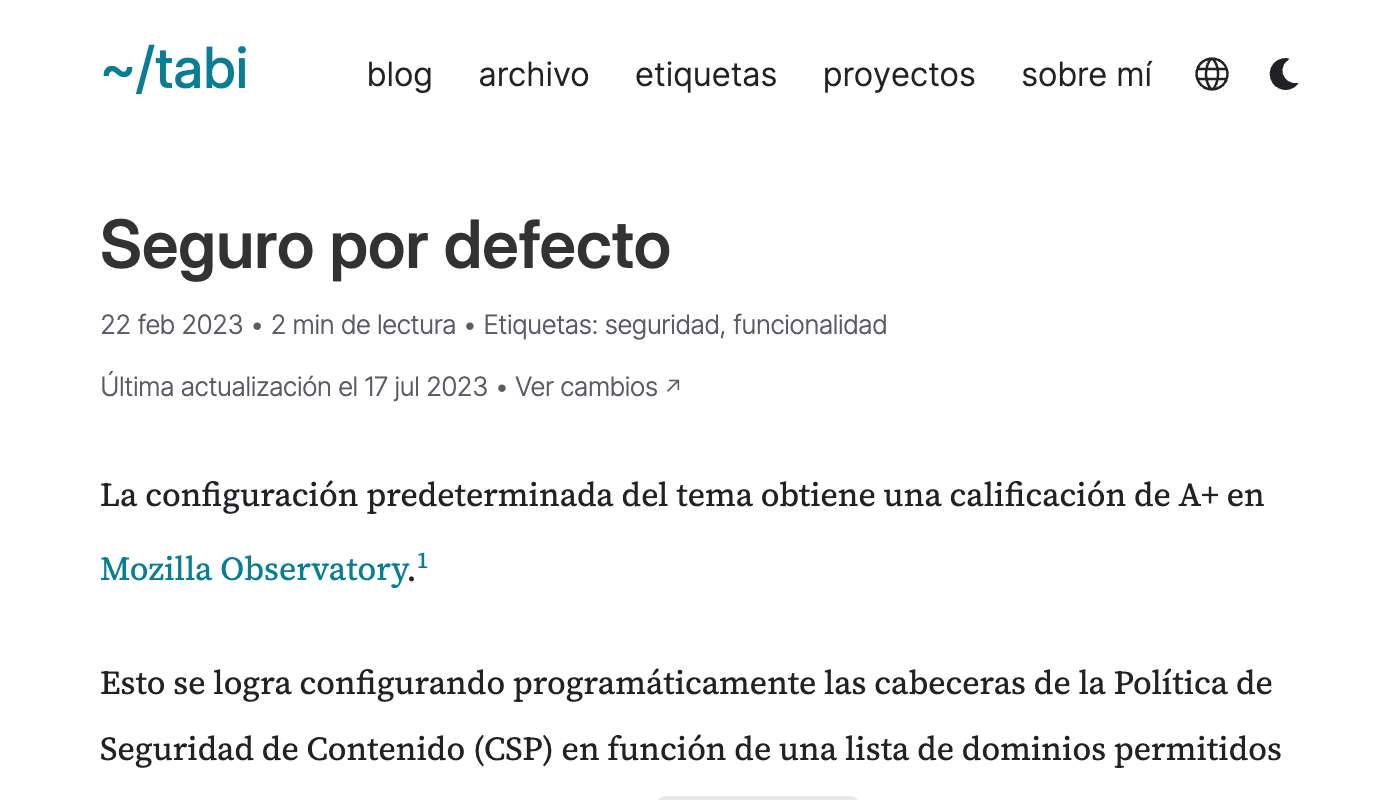 ~/tabi blog archivo etiquetas proyectos sobre mí
Seguro por defecto
22 feb 2023 • 2 min de lectura • Etiquetas: seguridad, funcionalidad
Última actualización el 17 jul 2023 • Ver cambios ↗
La configuración predeterminada del tema obtiene una calificación de A+ en
Mozilla Observatory.¹
Esto se logra configurando programáticamente las cabeceras de la Política de
Seguridad de Contenido (CSP) en función de una lista de dominios permitidos